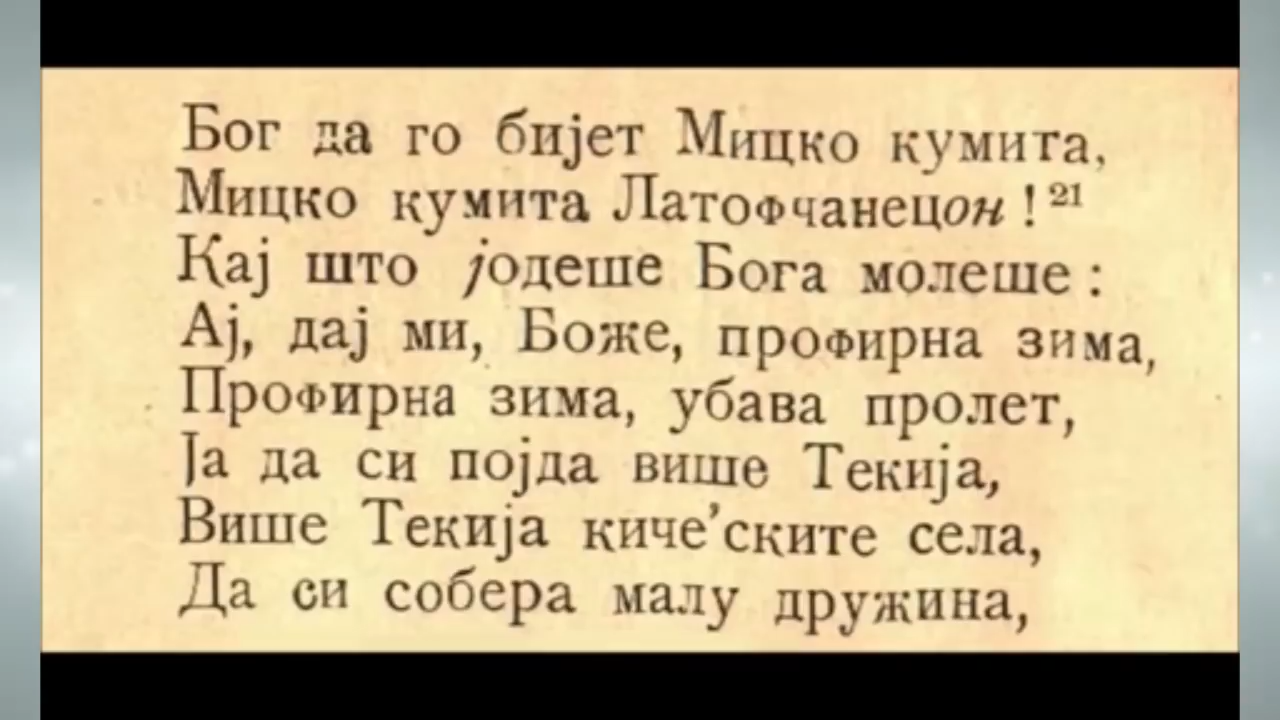 Бог да го бијет Мицко кумита,
Мицко кумита Латофчанецон !²¹
Кај што јодеше Бога молеше :
Ај, дај ми, Боже, профирна зима,
Профирна зима, убава пролет,
Ја да си појда више Текија,
Више Текија киче’ските села,
Да си собера малу дружина,